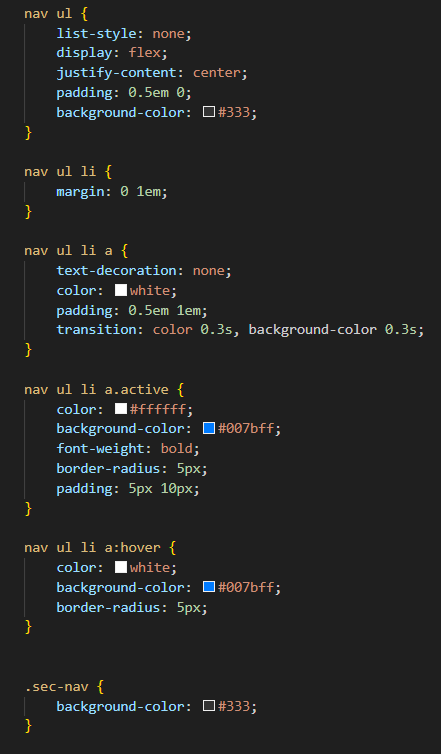 nav ul {
    list-style: none;
    display: flex;
    justify-content: center;
    padding: 0.5em 0;
    background-color: #333;
}

nav ul li {
    margin: 0 1em;
}

nav ul li a {
    text-decoration: none;
    color: white;
    padding: 0.5em 1em;
    transition: color 0.3s, background-color 0.3s;
}

nav ul li a.active {
    color: #ffffff;
    background-color: #007bff;
    font-weight: bold;
    border-radius: 5px;
    padding: 5px 10px;
}

nav ul li a:hover {
    color: white;
    background-color: #007bff;
    border-radius: 5px;
}


.sec-nav {
    background-color: #333;
}